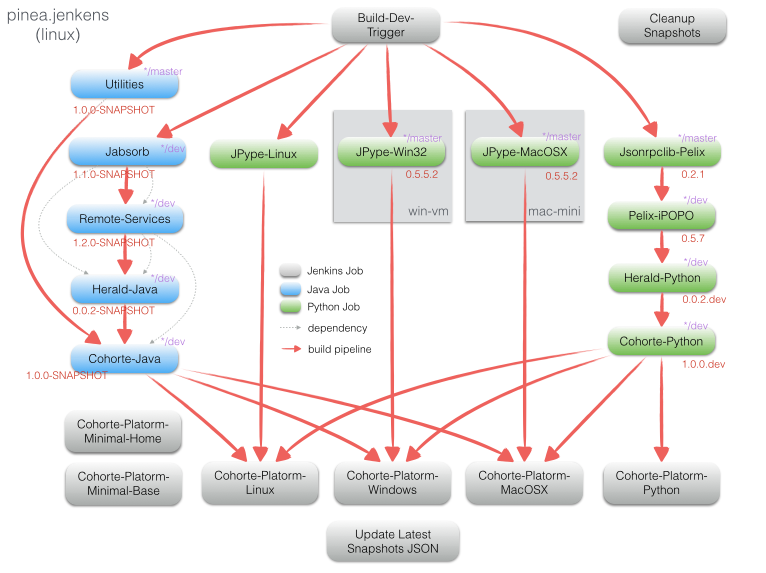 pinea.jenkens
(linux)
Build-Dev-
Trigger
Cleanup
Snapshots
*/master
Utilities
1.0.0-SNAPSHOT
*/dev
Jabsorb
1.1.0-SNAPSHOT
JPype-Linux
*/master
JPype-Win32
0.5.5.2
win-vm
*/master
JPype-MacOSX
0.5.5.2
mac-mini
*/master
Jsonrpclib-Pelix
0.2.1
*/dev
Remote-Services
1.2.0-SNAPSHOT
*/dev
Pelix-iPOPO
0.5.7
*/dev
Herald-Java
0.0.2-SNAPSHOT
*/dev
Herald-Python
0.0.2.dev
Jenkins Job
Java Job
Python Job
dependency
build pipeline
*/dev
Cohorte-Java
1.0.0-SNAPSHOT
*/dev
Cohorte-Python
1.0.0.dev
Cohorte-Platorm-
Minimal-Home
Cohorte-Platorm-
Minimal-Base
Cohorte-Platorm-
Linux
Cohorte-Platorm-
Windows
Cohorte-Platorm-
MacOSX
Cohorte-Platorm-
Python
Update Latest
Snapshots JSON